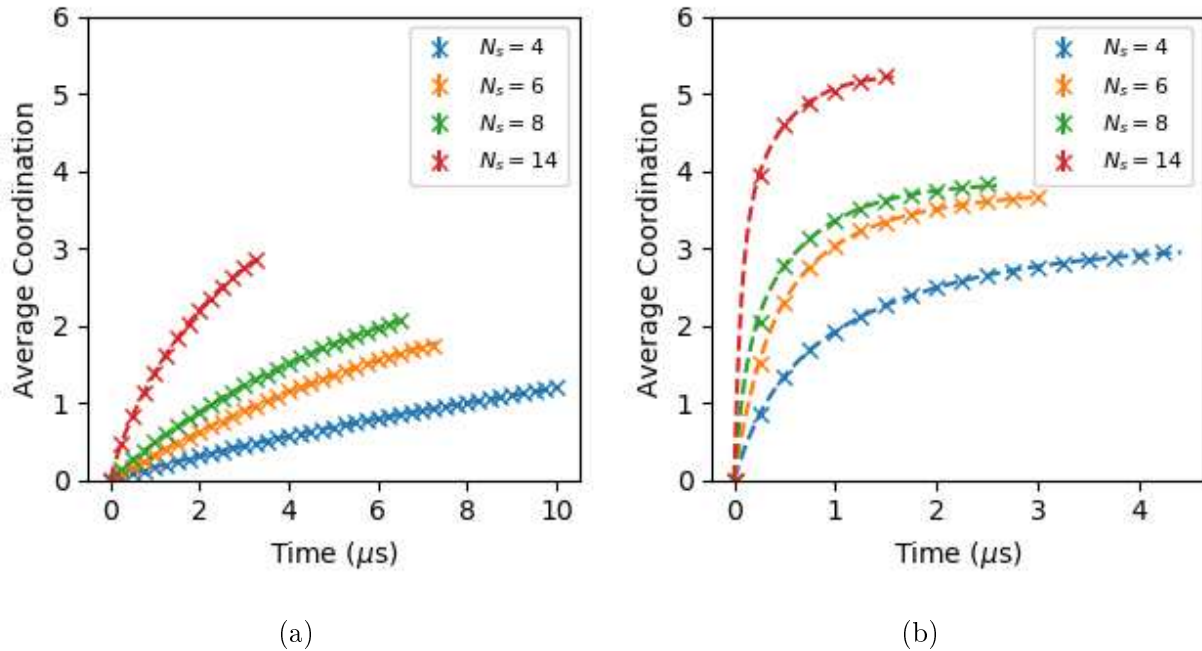 6
5
4
3
2
1
0
Average Coordination
0
2
4
6
8
10
Time (μs)
N_s = 4
N_s = 6
N_s = 8
N_s = 14
(a)
6
5
4
3
2
1
0
Average Coordination
0
1
2
3
4
Time (μs)
N_s = 4
N_s = 6
N_s = 8
N_s = 14
(b)